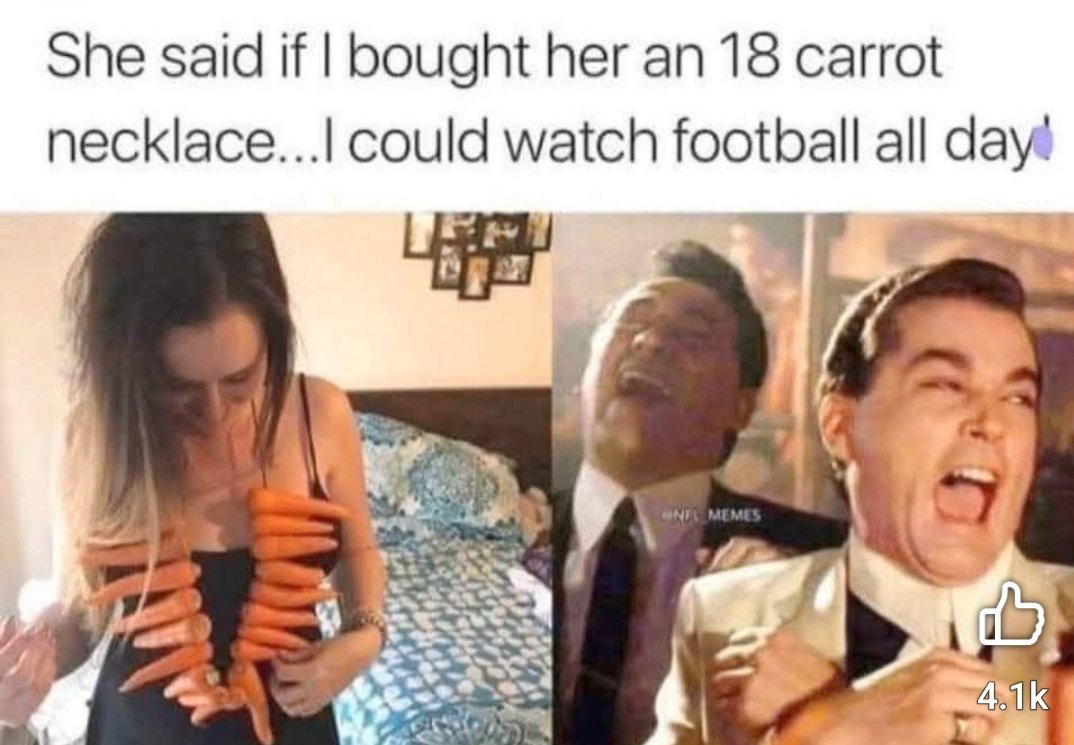 She said if I bought her an 18 carrot
necklace...I could watch football all day!
@NFL_MEMES
4.1k